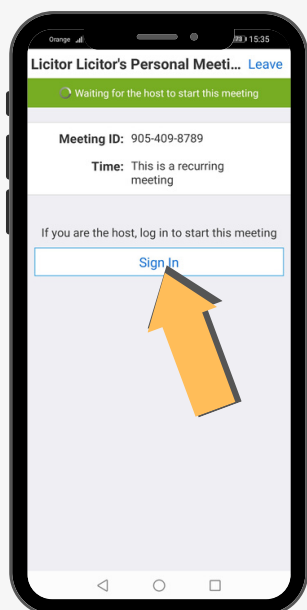 Orange 15:35
Licitor Licitor's Personal Meeti... Leave
Waiting for the host to start this meeting
Meeting ID: 905-409-8789
Time: This is a recurring
meeting
If you are the host, log in to start this meeting
Sign In